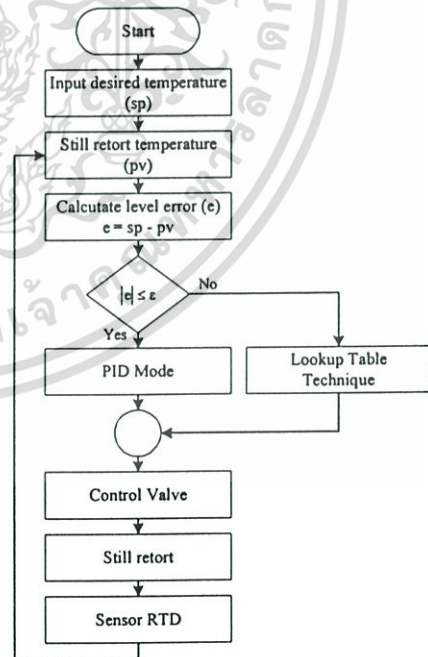 Start
Input desired temperature
(sp)
Still retort temperature
(pv)
Calcutate level error (e)
e = sp - pv
|e| ≤ ε
No
Yes
PID Mode
Lookup Table
Technique
Control Valve
Still retort
Sensor RTD